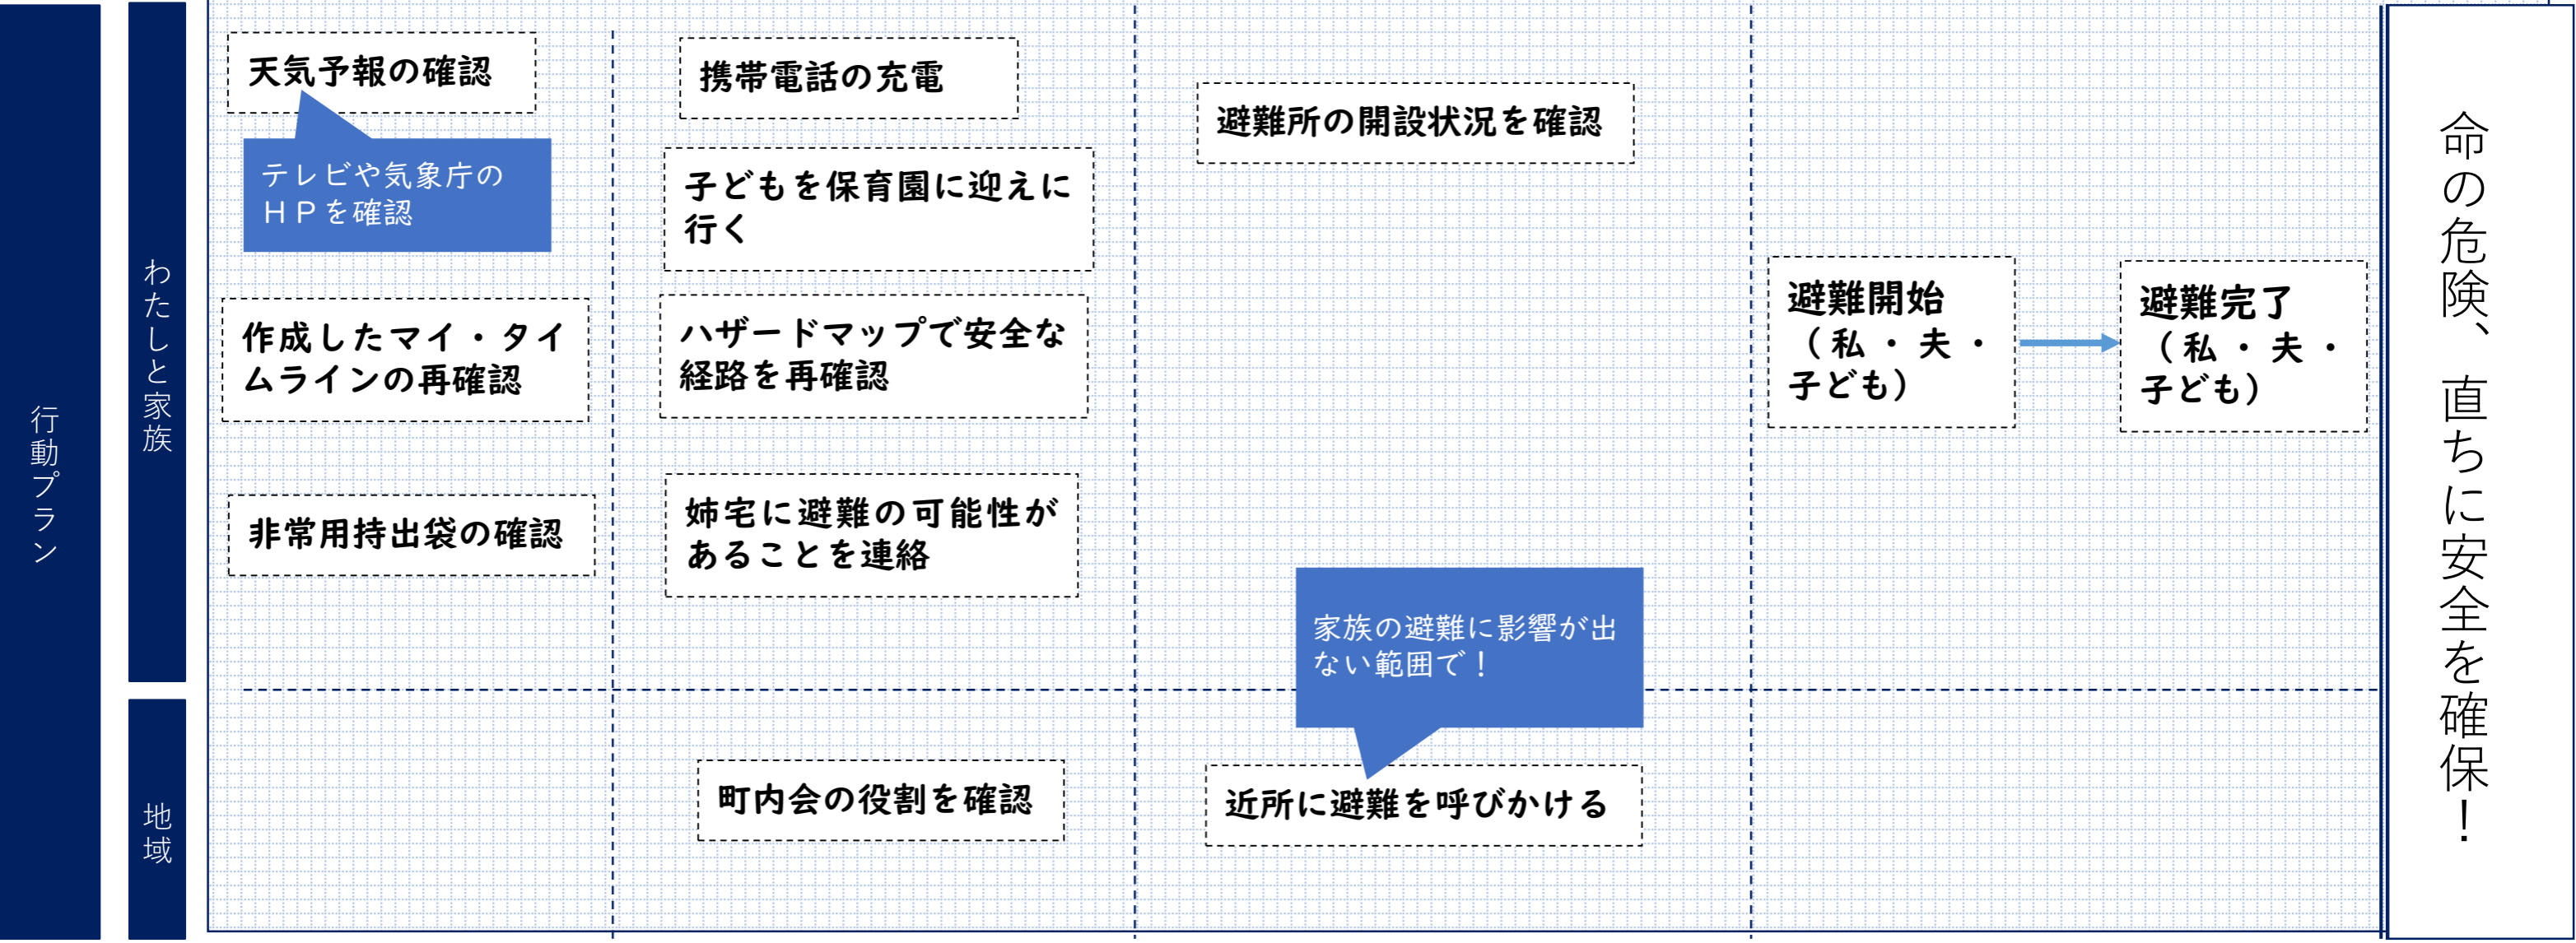 行動プラン
わたしと家族
天気予報の確認
テレビや気象庁の
ＨＰを確認
作成したマイ・タイ
ムラインの再確認
非常用持出袋の確認
携帯電話の充電
子どもを保育園に迎えに
行く
ハザードマップで安全な
経路を再確認
姉宅に避難の可能性が
あることを連絡
避難所の開設状況を確認
避難開始
（私・夫・
子ども）
避難完了
（私・夫・
子ども）
地域
町内会の役割を確認
家族の避難に影響が出
ない範囲で！
近所に避難を呼びかける
命の危険、直ちに安全を確保！